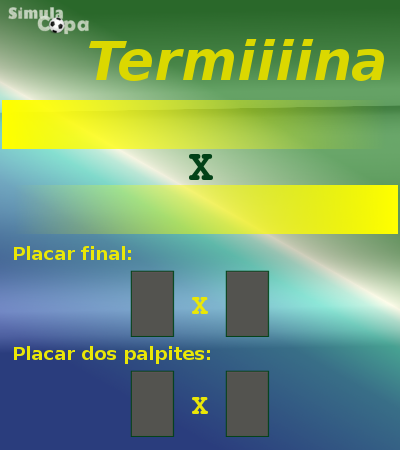 Simula
Copa
Termiiiina
X
Placar final:
x
Placar dos palpites:
x